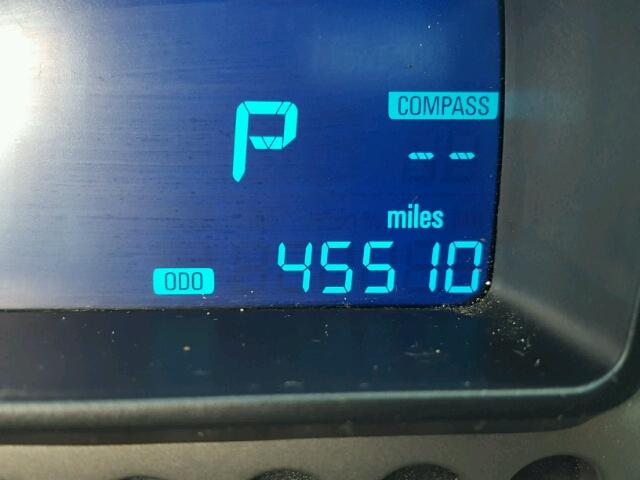 P
COMPASS
--
miles
ODO 45510